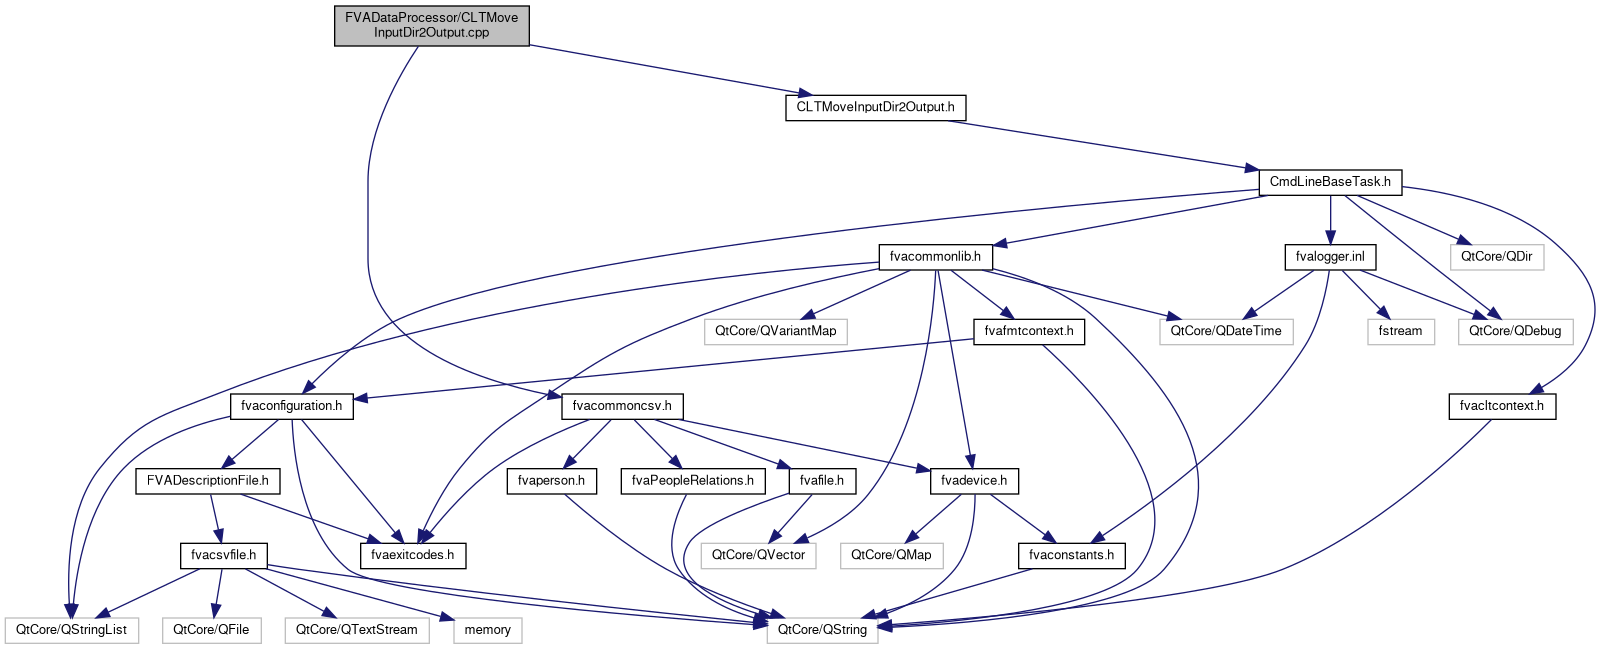 FVADataProcessor/CLTMove
InputDir2Output.cpp
CLTMoveInputDir2Output.h
CmdLineBaseTask.h
fvacommonlib.h
fvalogger.inl
QtCore/QDir
QtCore/QVariantMap
fvafmtcontext.h
QtCore/QDateTime
fstream
QtCore/QDebug
fvaconfiguration.h
fvacommoncsv.h
fvacltcontext.h
FVADescriptionFile.h
fvaperson.h
fvaPeopleRelations.h
fvafile.h
fvadevice.h
fvacsvfile.h
fvaexitcodes.h
QtCore/QVector
QtCore/QMap
fvaconstants.h
QtCore/QStringList
QtCore/QFile
QtCore/QTextStream
memory
QtCore/QString